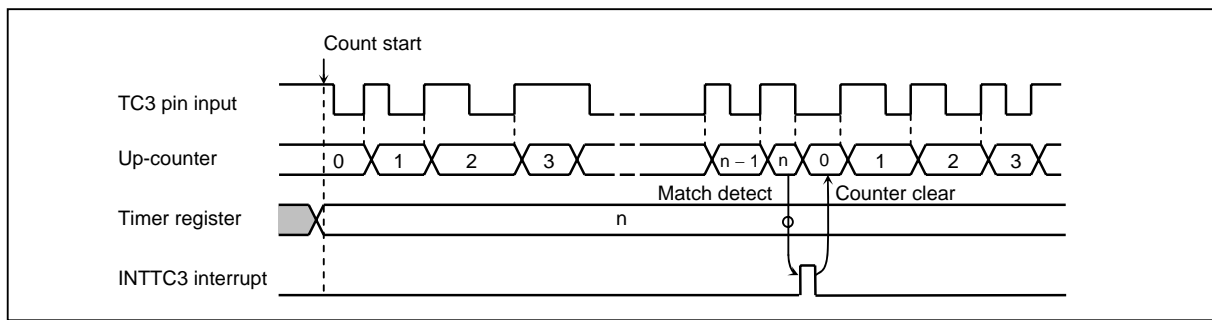 Count start
TC3 pin input
Up-counter 0 1 2 3 n – 1 n 0 1 2 3
Match detect Counter clear
Timer register n
INTTC3 interrupt